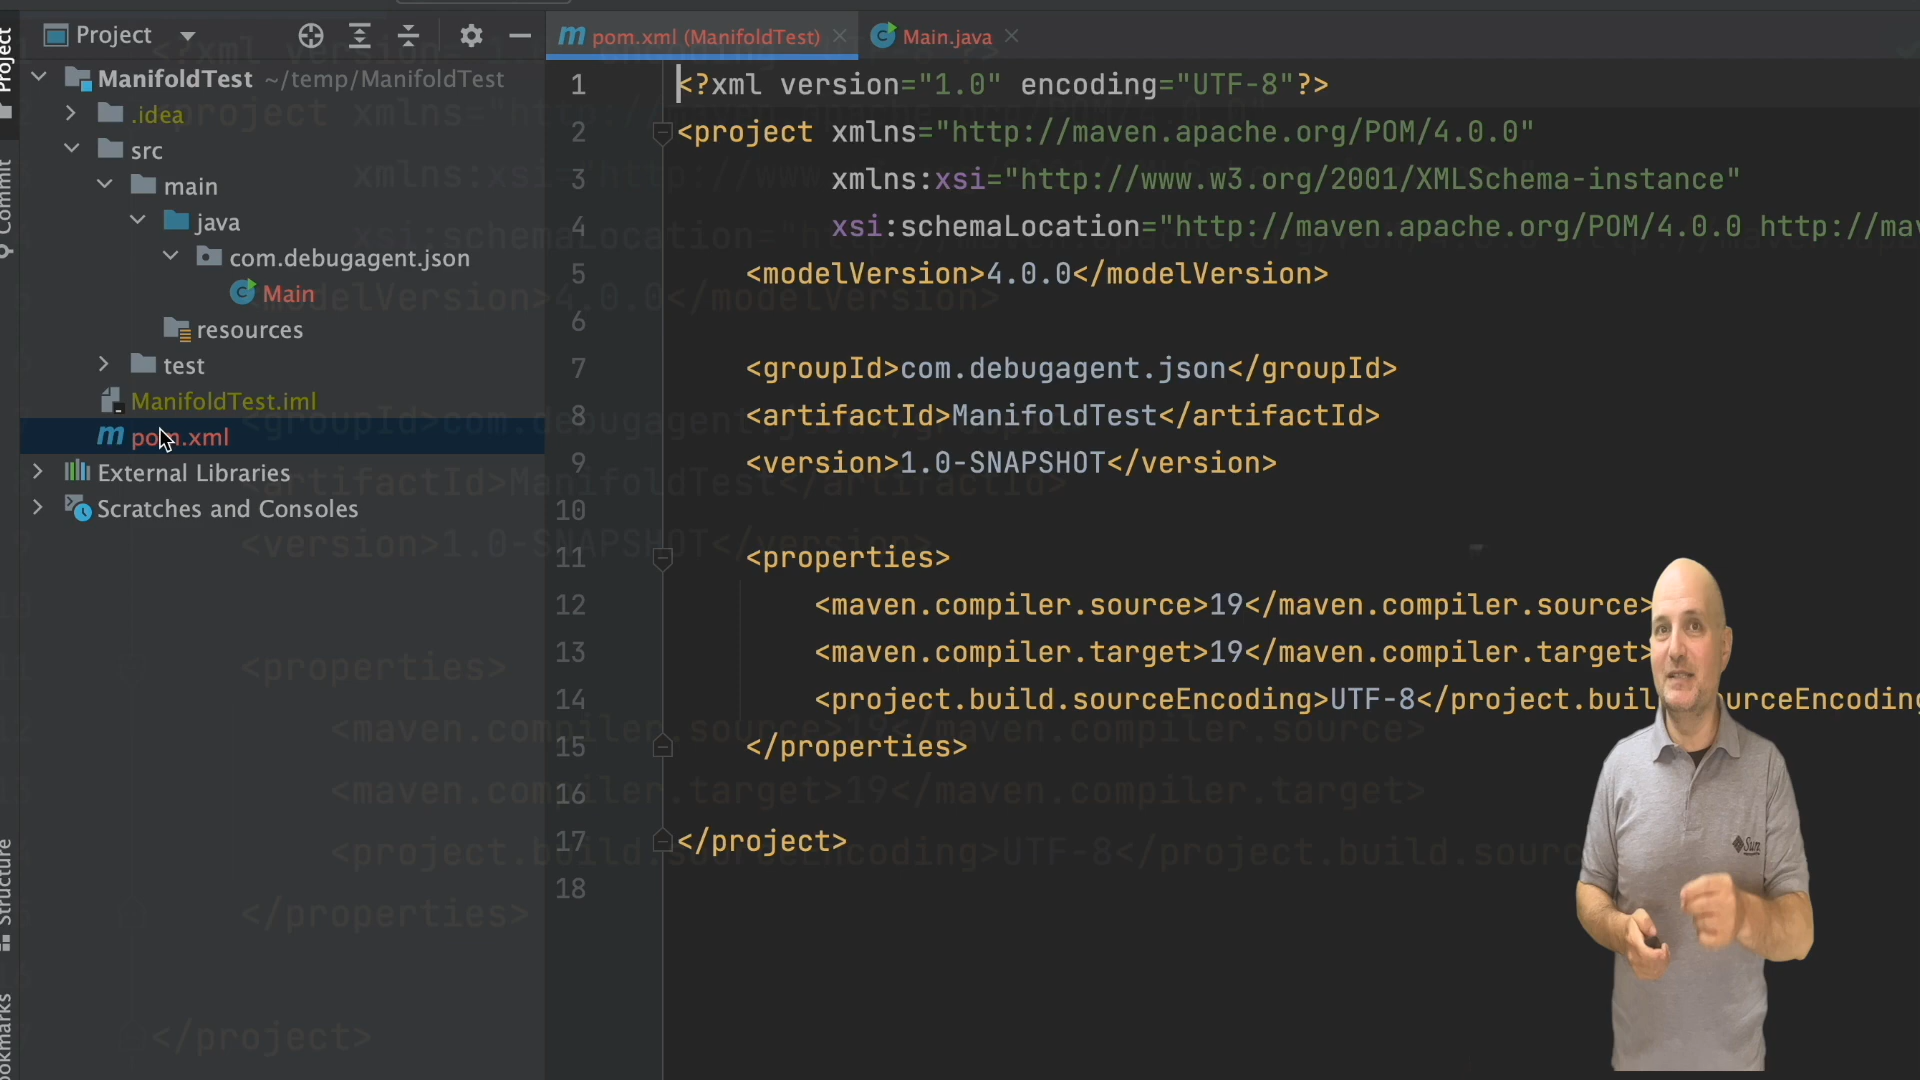 Project
ManifoldTest ~/temp/ManifoldTest
.idea
src
main
java
com.debugagent.json
Main
resources
test
ManifoldTest.iml
pom.xml
External Libraries
Scratches and Consoles
Project
Commit
Structure
pom.xml (ManifoldTest)
Main.java
1 <?xml version="1.0" encoding="UTF-8"?>
2 <project xmlns="http://maven.apache.org/POM/4.0.0"
3 xmlns:xsi="http://www.w3.org/2001/XMLSchema-instance"
4 xsi:schemaLocation="http://maven.apache.org/POM/4.0.0 http://ma
5 <modelVersion>4.0.0</modelVersion>
6
7 <groupId>com.debugagent.json</groupId>
8 <artifactId>ManifoldTest</artifactId>
9 <version>1.0-SNAPSHOT</version>
10
11 <properties>
12 <maven.compiler.source>19</maven.compiler.source>
13 <maven.compiler.target>19</maven.compiler.target>
14 <project.build.sourceEncoding>UTF-8</project.buil urceEncoding
15 </properties>
16
17 </project>
18
Sun